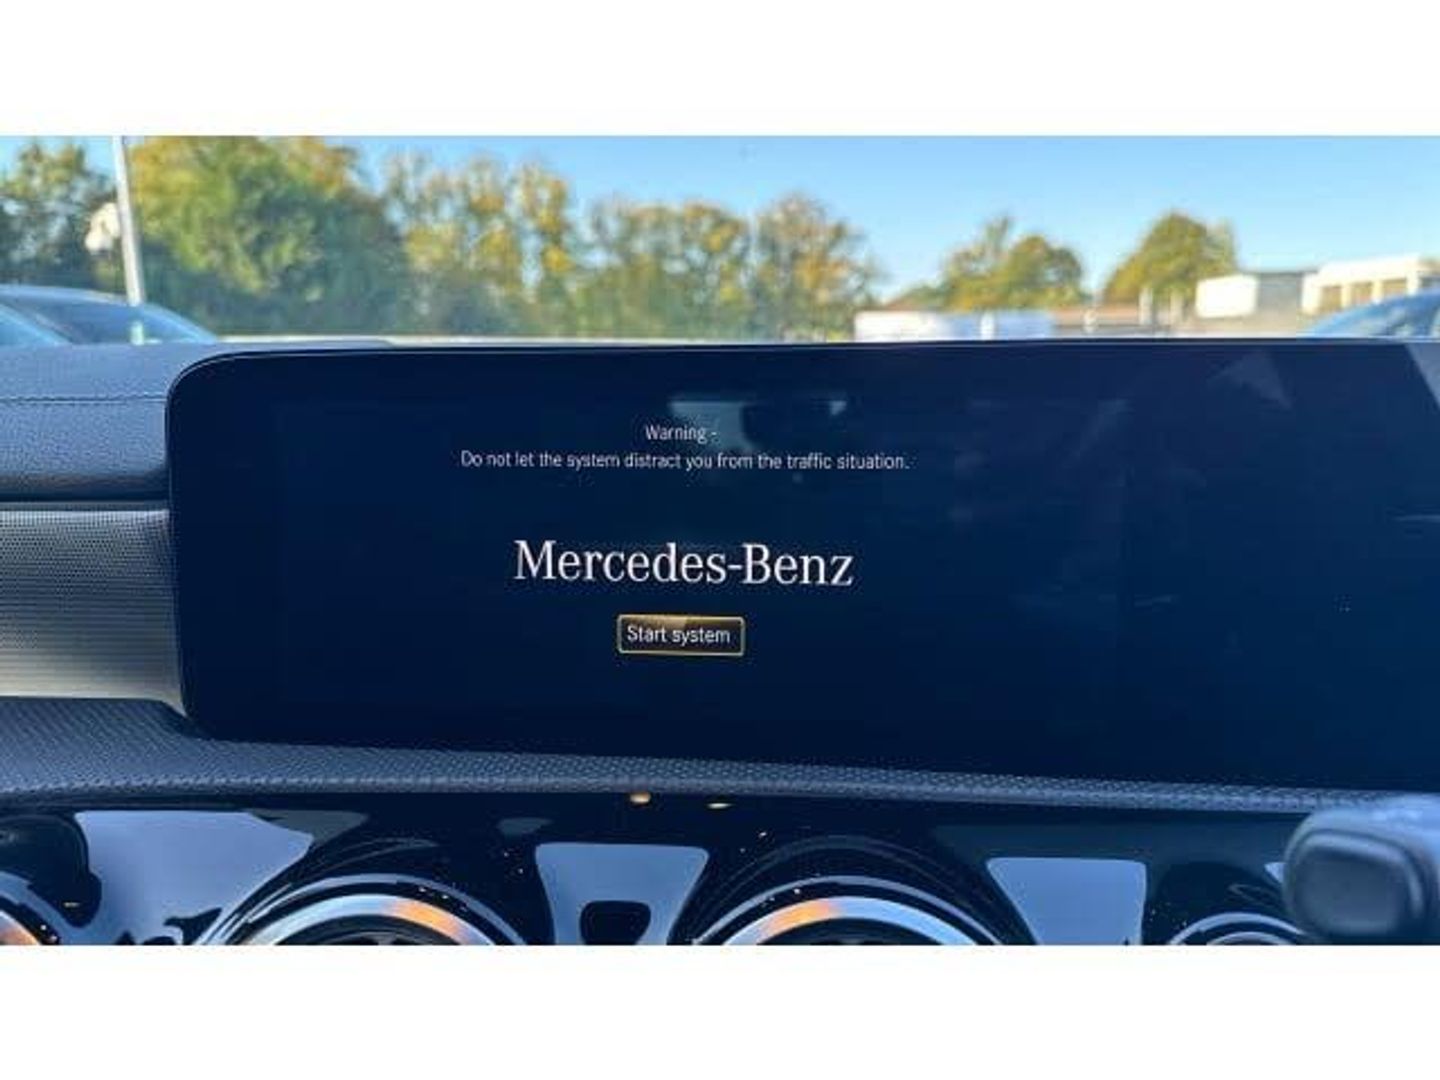 Warning -
Do not let the system distract you from the traffic situation.
Mercedes-Benz
Start system